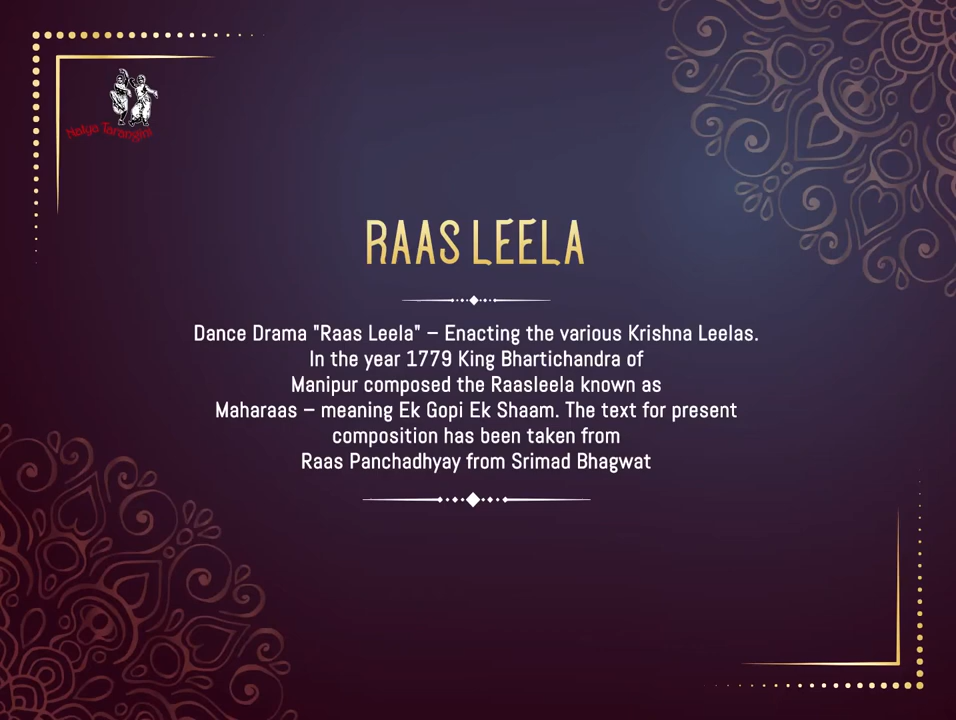 Natya Tarangini
RAAS LEELA
Dance Drama "Raas Leela" – Enacting the various Krishna Leelas.
In the year 1779 King Bhartichandra of
Manipur composed the Raasleela known as
Maharaas – meaning Ek Gopi Ek Shaam. The text for present
composition has been taken from
Raas Panchadhyay from Srimad Bhagwat